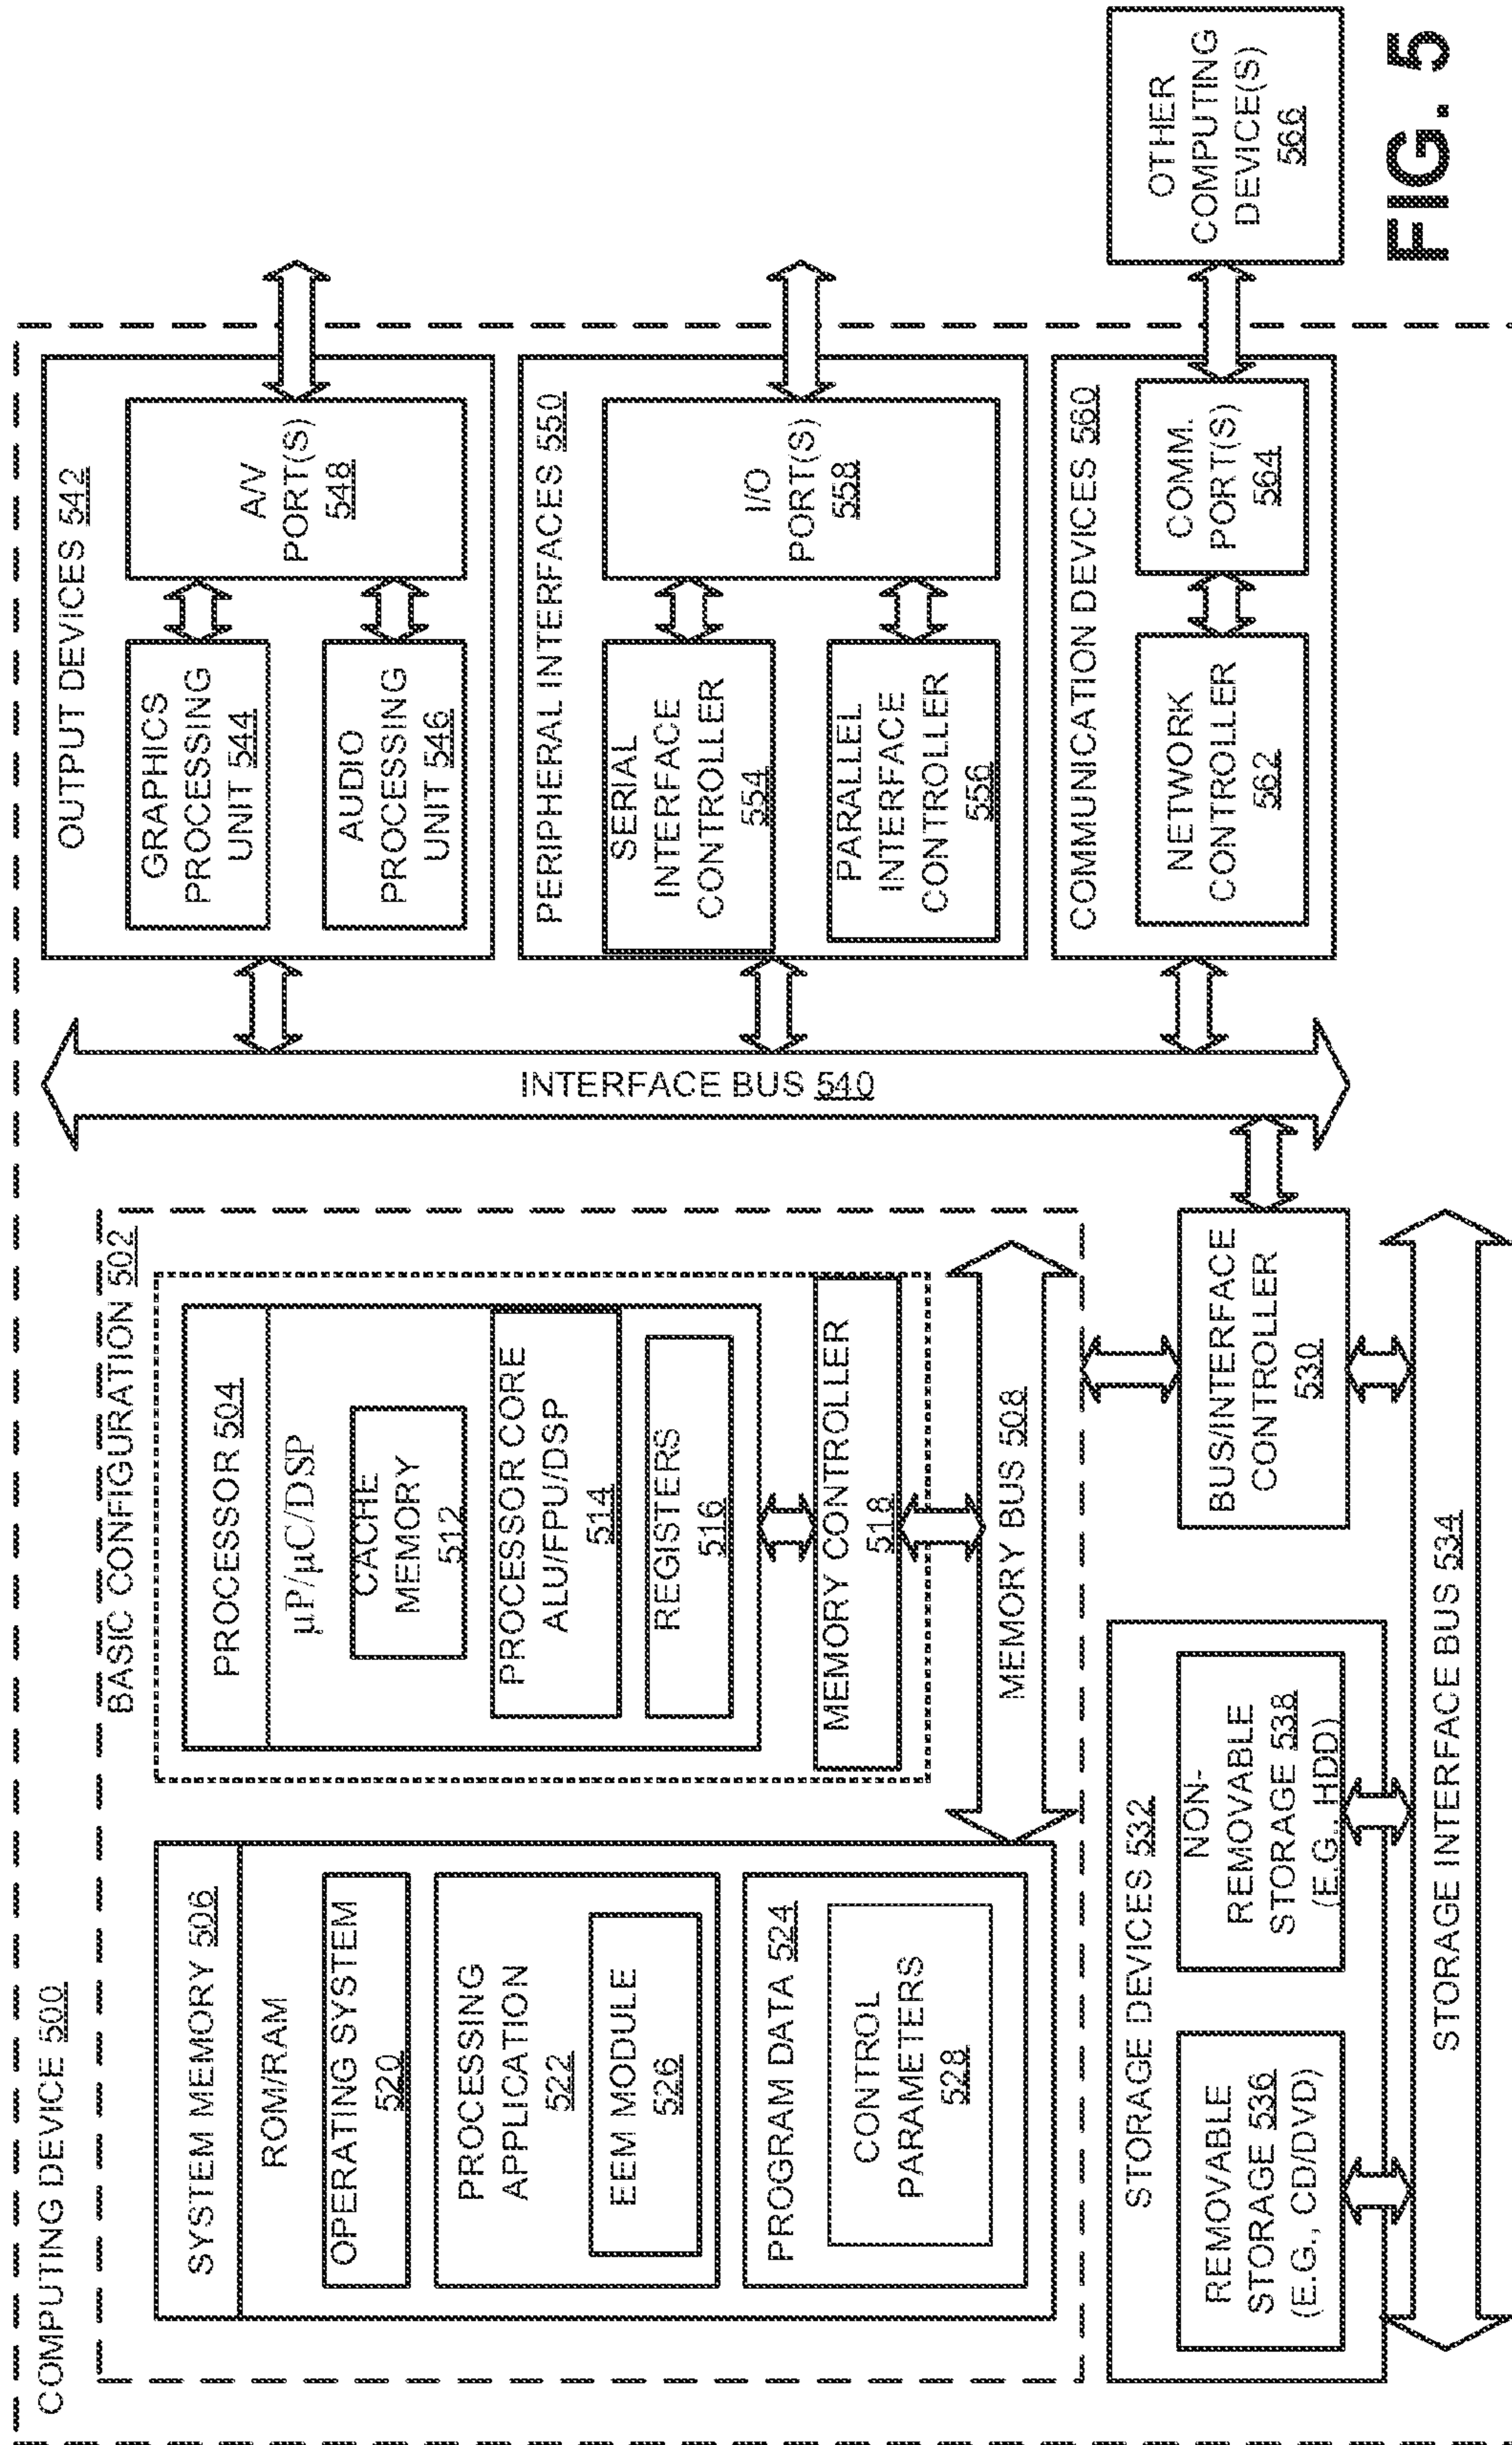 COMPUTING DEVICE 500
BASIC CONFIGURATION 502
SYSTEM MEMORY 506
ROM/RAM
OPERATING SYSTEM
520
PROCESSING
APPLICATION
522
EEM MODULE
526
PROGRAM DATA 524
CONTROL
PARAMETERS
528
PROCESSOR 504
µP/µC/DSP
CACHE
MEMORY
512
PROCESSOR CORE
ALU/FPU/DSP
514
REGISTERS
516
MEMORY CONTROLLER
518
MEMORY BUS 508
STORAGE DEVICES 532
REMOVABLE
STORAGE 536
(E.G., CD/DVD)
NON-
REMOVABLE
STORAGE 538
(E.G., HDD)
BUS/INTERFACE
CONTROLLER
530
STORAGE INTERFACE BUS 534
INTERFACE BUS 540
OUTPUT DEVICES 542
GRAPHICS
PROCESSING
UNIT 544
AUDIO
PROCESSING
UNIT 546
A/V
PORT(S)
548
PERIPHERAL INTERFACES 550
SERIAL
INTERFACE
CONTROLLER
554
PARALLEL
INTERFACE
CONTROLLER
556
I/O
PORT(S)
558
COMMUNICATION DEVICES 560
NETWORK
CONTROLLER
562
COMM.
PORT(S)
564
OTHER
COMPUTING
DEVICE(S)
566
FIG. 5